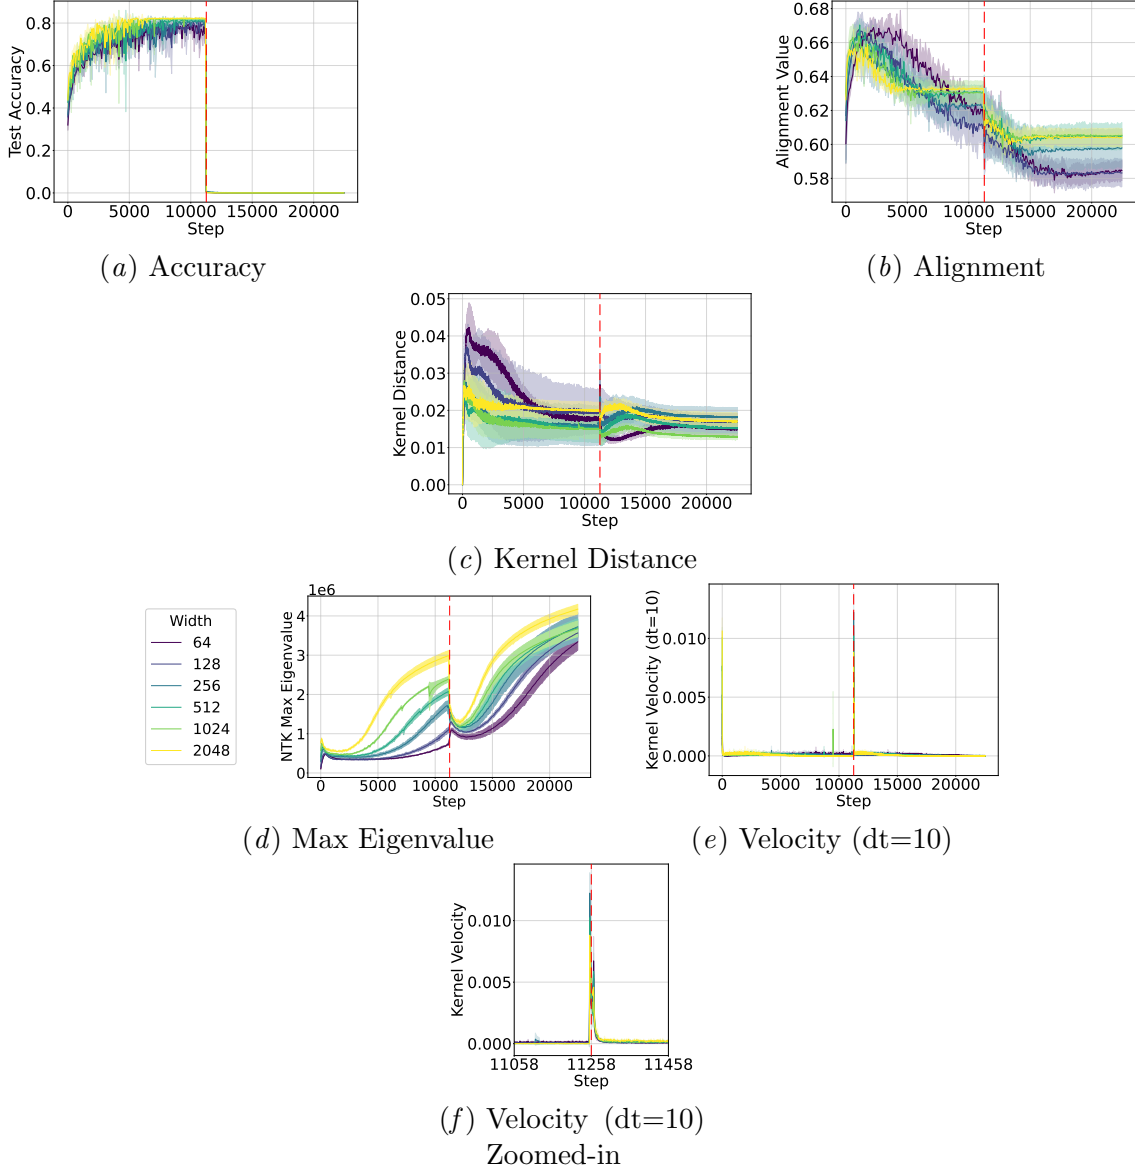 Test Accuracy
0.8
0.6
0.4
0.2
0.0
0 5000 10000 15000 20000
Step
(a) Accuracy
Alignment Value
0.68
0.66
0.64
0.62
0.60
0.58
0 5000 10000 15000 20000
Step
(b) Alignment
Kernel Distance
0.05
0.04
0.03
0.02
0.01
0.00
0 5000 10000 15000 20000
Step
(c) Kernel Distance
Width
64
128
256
512
1024
2048
1e6
NTK Max Eigenvalue
4
3
2
1
0
0 5000 10000 15000 20000
Step
(d) Max Eigenvalue
Kernel Velocity (dt=10)
0.010
0.005
0.000
0 5000 10000 15000 20000
Step
(e) Velocity (dt=10)
Kernel Velocity
0.010
0.005
0.000
11058 11258 11458
Step
(f) Velocity (dt=10)
Zoomed-in